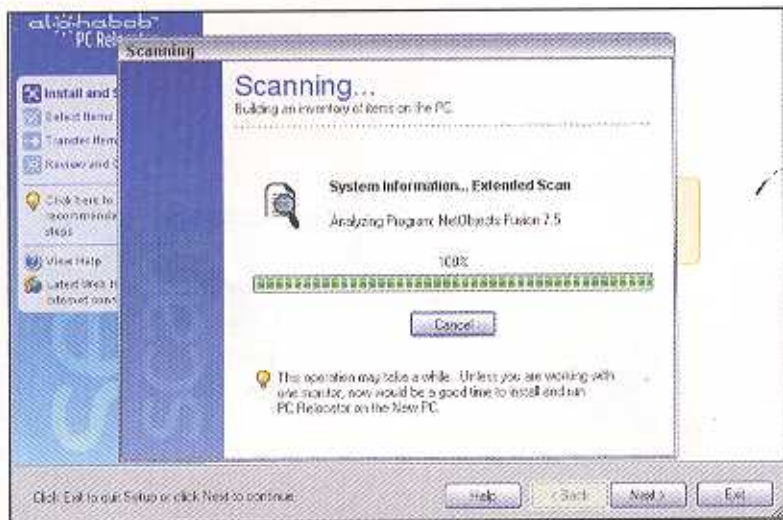 alohabob
PC Relo
Scanning
Install and S
Select Items
Transfer Item
Review and
Click here to
recommende
steps
View Help
Latest Web
Internet conn
Scanning...
Building an inventory of items on the PC.
System Information... Extended Scan
Analyzing Program: NetObjects Fusion 7.5
100%
Cancel
This operation may take a while. Unless you are working with
one monitor, now would be a good time to install and run
PC Relocator on the New PC.
Click Exit to quit Setup or click Next to continue.
Help
< Back
Next >
Exit